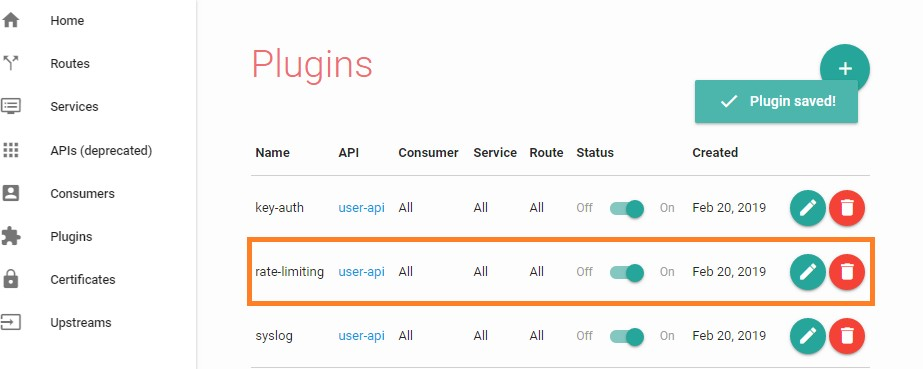 Home
Routes
Services
APIs (deprecated)
Consumers
Plugins
Certificates
Upstreams
Plugins
+
Plugin saved!
Name API Consumer Service Route Status Created
key-auth user-api All All All Off On Feb 20, 2019
rate-limiting user-api All All All Off On Feb 20, 2019
syslog user-api All All All Off On Feb 20, 2019